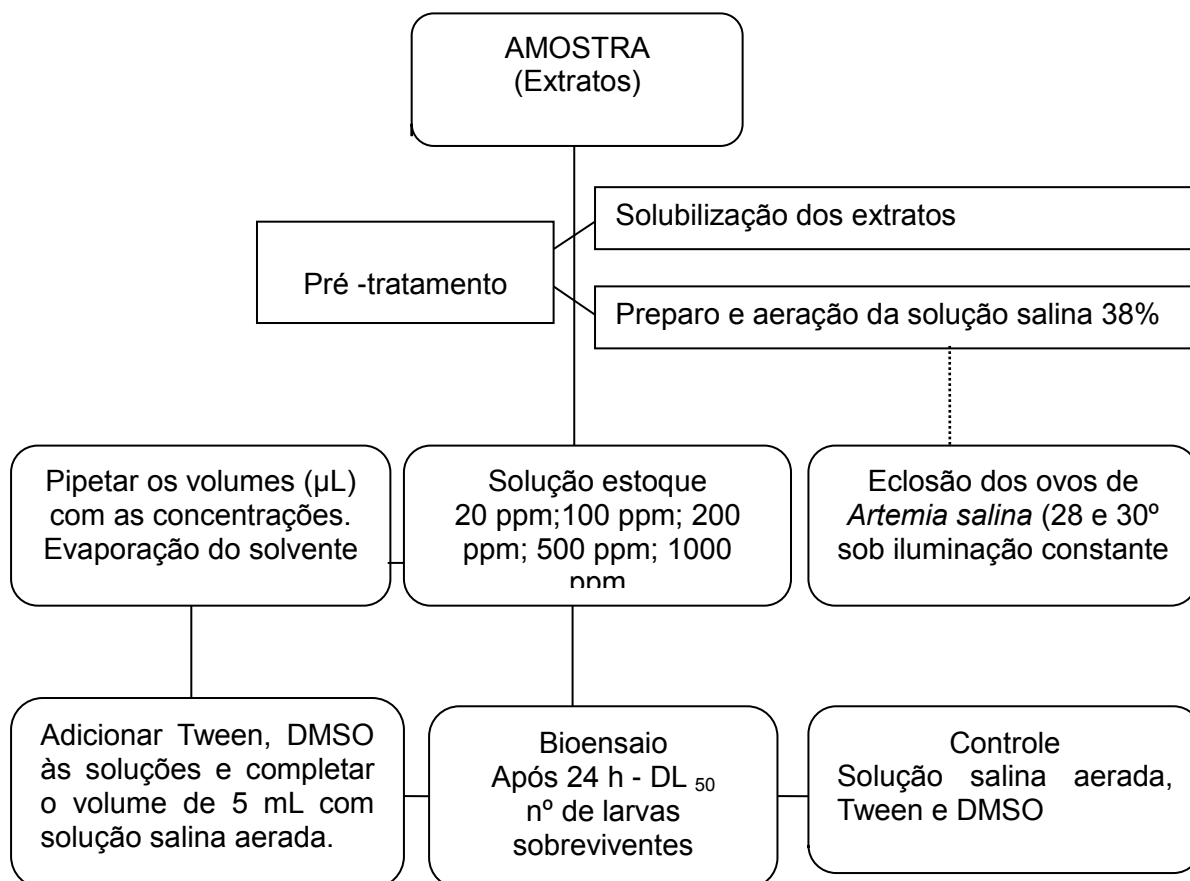 AMOSTRA
(Extratos)
Solubilização dos extratos
Pré -tratamento
Preparo e aeração da solução salina 38%
Pipetar os volumes (µL)
com as concentrações.
Evaporação do solvente
Solução estoque
20 ppm;100 ppm; 200
ppm; 500 ppm; 1000
ppm
Eclosão dos ovos de
Artemia salina (28 e 30º
sob iluminação constante
Adicionar Tween, DMSO
às soluções e completar
o volume de 5 mL com
solução salina aerada.
Bioensaio
Após 24 h - DL 50
nº de larvas
sobreviventes
Controle
Solução salina aerada,
Tween e DMSO